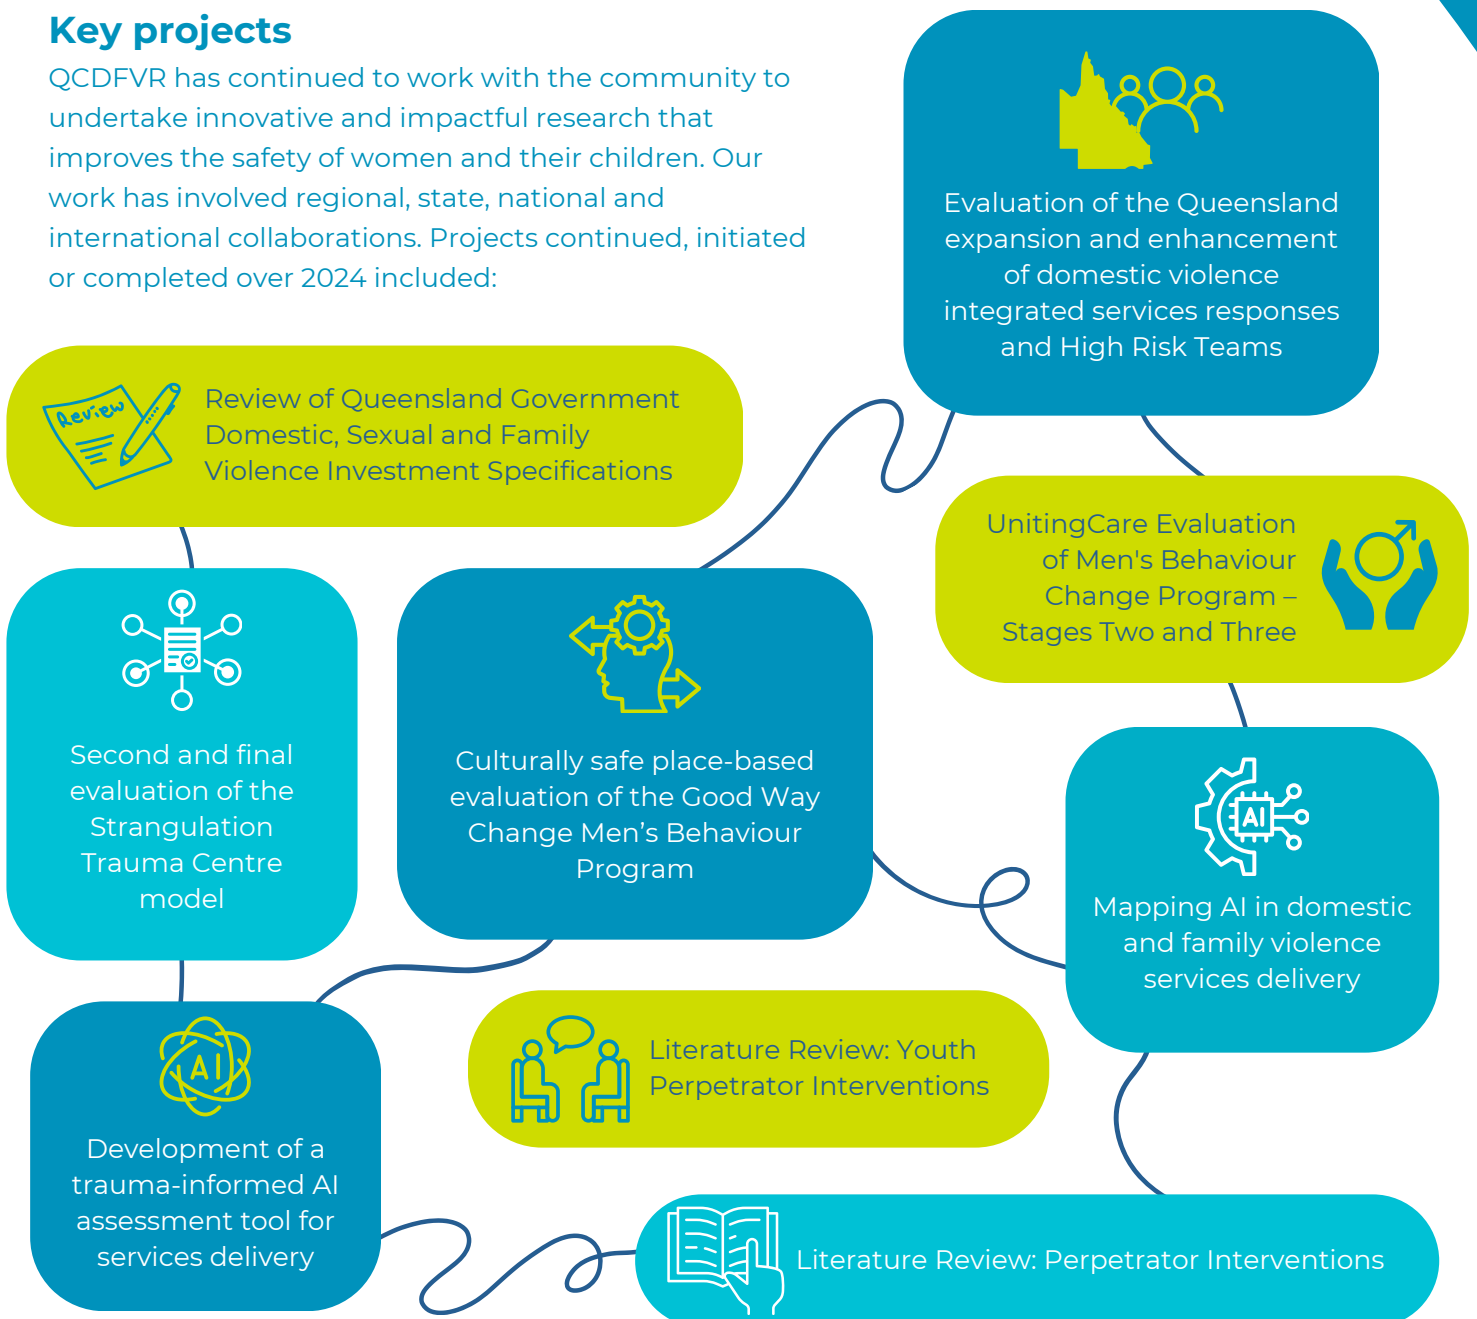 Key projects
QCDFVR has continued to work with the community to
undertake innovative and impactful research that
improves the safety of women and their children. Our
work has involved regional, state, national and
international collaborations. Projects continued, initiated
or completed over 2024 included:
Evaluation of the Queensland
expansion and enhancement
of domestic violence
integrated services responses
and High Risk Teams
Review
Review of Queensland Government
Domestic, Sexual and Family
Violence Investment Specifications
UnitingCare Evaluation
of Men's Behaviour
Change Program –
Stages Two and Three
Second and final
evaluation of the
Strangulation
Trauma Centre
model
Culturally safe place-based
evaluation of the Good Way
Change Men’s Behaviour
Program
AI
Mapping AI in domestic
and family violence
services delivery
AI
Development of a
trauma-informed AI
assessment tool for
services delivery
Literature Review: Youth
Perpetrator Interventions
Literature Review: Perpetrator Interventions